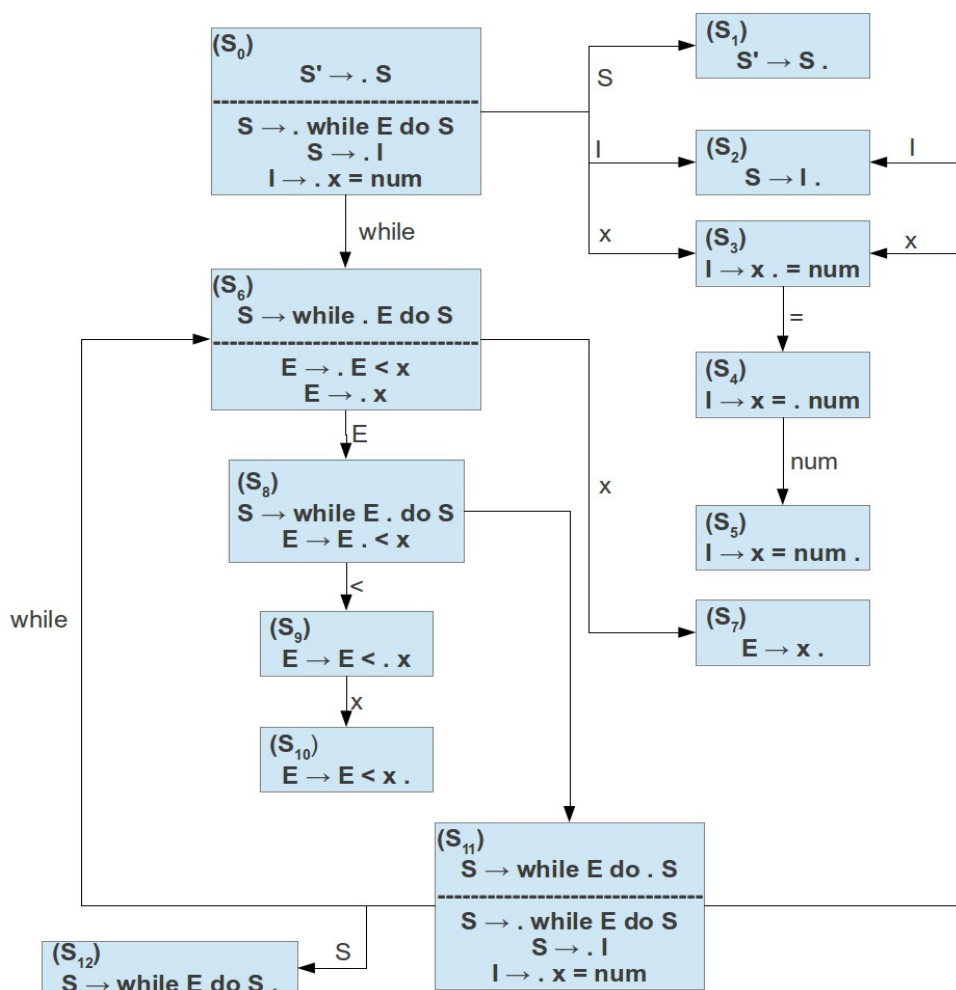 (S0)
S' → . S
S → . while E do S
S → . I
I → . x = num
(S1)
S' → S .
S
I
(S2)
S → I .
I
x
(S3)
I → x . = num
x
while
=
(S6)
S → while . E do S
E → . E < x
E → . x
(S4)
I → x = . num
E
num
x
(S8)
S → while E . do S
E → E . < x
(S5)
I → x = num .
<
while
(S9)
E → E < . x
(S7)
E → x .
x
(S10)
E → E < x .
(S11)
S → while E do . S
S → . while E do S
S → . I
I → . x = num
S
(S12)
S → while E do S .